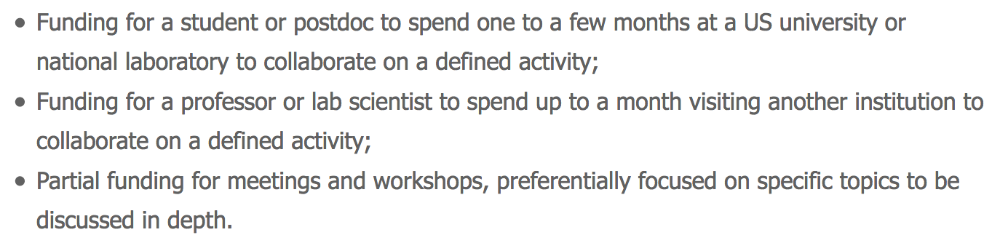 • Funding for a student or postdoc to spend one to a few months at a US university or
national laboratory to collaborate on a defined activity;
• Funding for a professor or lab scientist to spend up to a month visiting another institution to
collaborate on a defined activity;
• Partial funding for meetings and workshops, preferentially focused on specific topics to be
discussed in depth.